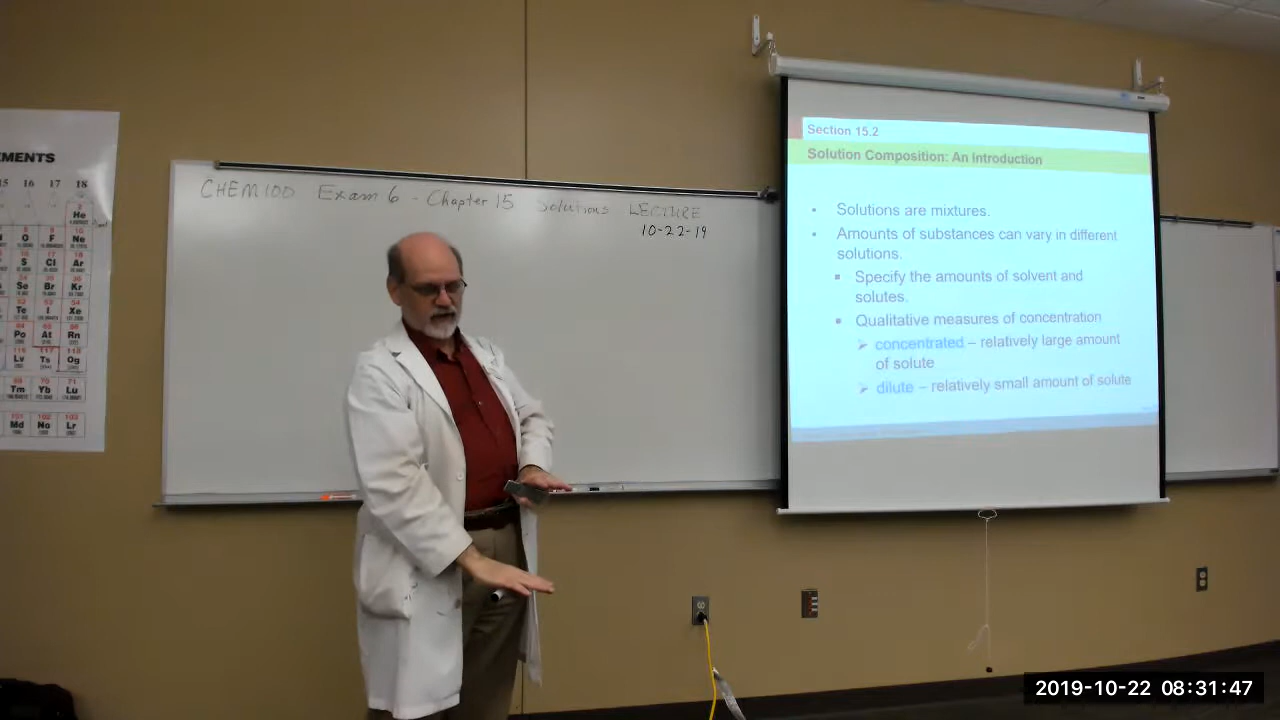 EMENTS
15 16 17 18
He
O F Ne
S Cl Ar
Se Br Kr
Te I Xe
Po At Rn
Lv Ts Og
Tm Yb Lu
Md No Lr
CHEM 100 Exam 6 - Chapter 15 Solutions LECTURE
10-22-19
Section 15.2
Solution Composition: An Introduction
• Solutions are mixtures.
• Amounts of substances can vary in different
solutions.
▪ Specify the amounts of solvent and
solutes.
▪ Qualitative measures of concentration
➢ concentrated – relatively large amount
of solute
➢ dilute – relatively small amount of solute
2019-10-22 08:31:47